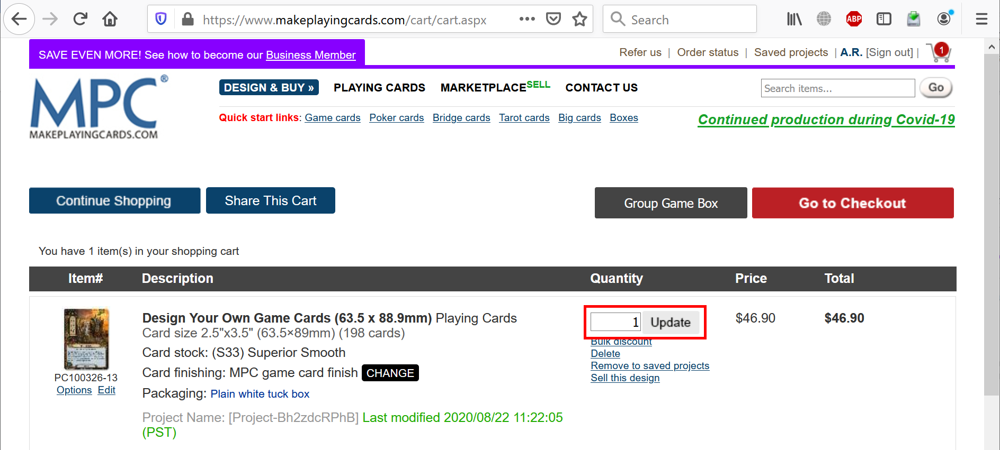 https://www.makeplayingcards.com/cart/cart.aspx
Search
ABP
SAVE EVEN MORE! See how to become our Business Member
Refer us | Order status | Saved projects | A.R. [Sign out] |
1
MPC®
MAKEPLAYINGCARDS.COM
DESIGN & BUY » PLAYING CARDS MARKETPLACE SELL CONTACT US
Search items...
Go
Quick start links: Game cards Poker cards Bridge cards Tarot cards Big cards Boxes
Continued production during Covid-19
Continue Shopping
Share This Cart
Group Game Box
Go to Checkout
You have 1 item(s) in your shopping cart
Item# Description Quantity Price Total
PC100326-13
Options Edit
Design Your Own Game Cards (63.5 x 88.9mm) Playing Cards
Card size 2.5"x3.5" (63.5×89mm) (198 cards)
Card stock: (S33) Superior Smooth
Card finishing: MPC game card finish CHANGE
Packaging: Plain white tuck box
Project Name: [Project-Bh2zdcRPhB] Last modified 2020/08/22 11:22:05
(PST)
1 Update
Bulk discount
Delete
Remove to saved projects
Sell this design
$46.90
$46.90